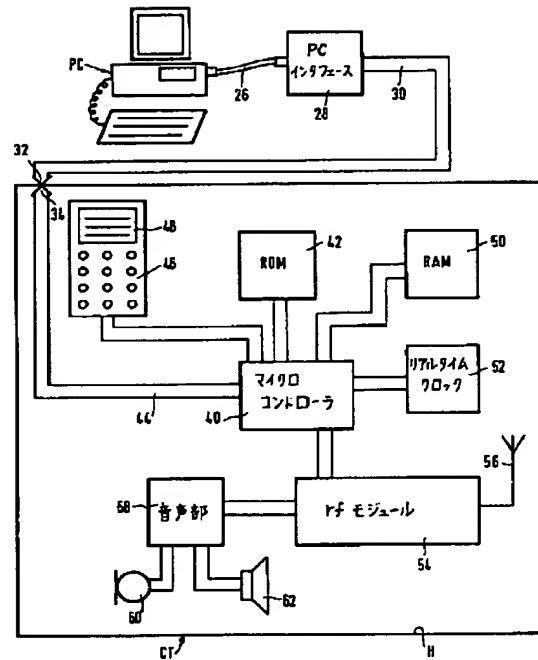 PC
PC
インタフェース
26
28
30
32
34
48
46
ROM
42
RAM
50
マイクロ
コントローラ
40
44
リアルタイム
クロック
52
56
音声部
58
rf モジュール
54
60
62
CT
H